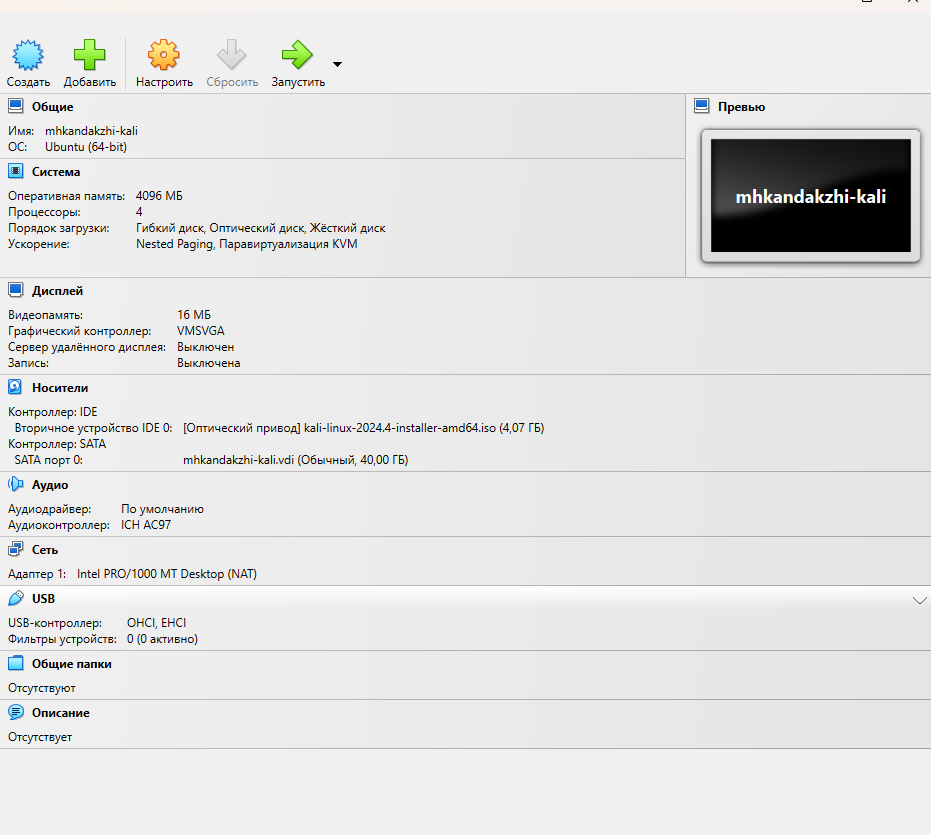 Создать Добавить Настроить Сбросить Запустить
Общие
Имя: mhkandakzhi-kali
ОС: Ubuntu (64-bit)
Превью
mhkandakzhi-kali
Система
Оперативная память: 4096 МБ
Процессоры: 4
Порядок загрузки: Гибкий диск, Оптический диск, Жёсткий диск
Ускорение: Nested Paging, Паравиртуализация KVM
Дисплей
Видеопамять: 16 МБ
Графический контроллер: VMSVGA
Сервер удалённого дисплея: Выключен
Запись: Выключена
Носители
Контроллер: IDE
Вторичное устройство IDE 0: [Оптический привод] kali-linux-2024.4-installer-amd64.iso (4,07 ГБ)
Контроллер: SATA
SATA порт 0: mhkandakzhi-kali.vdi (Обычный, 40,00 ГБ)
Аудио
Аудиодрайвер: По умолчанию
Аудиоконтроллер: ICH AC97
Сеть
Адаптер 1: Intel PRO/1000 MT Desktop (NAT)
USB
USB-контроллер: OHCI, EHCI
Фильтры устройств: 0 (0 активно)
Общие папки
Отсутствуют
Описание
Отсутствует